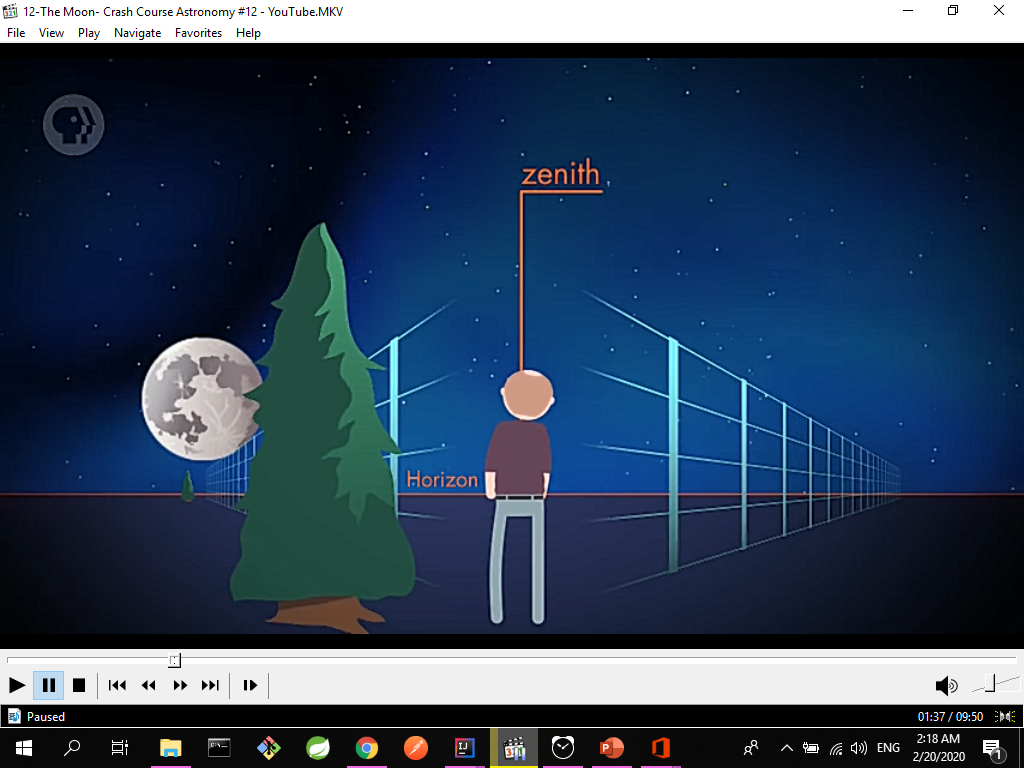 12-The Moon- Crash Course Astronomy #12 - YouTube.MKV
File View Play Navigate Favorites Help
zenith
Horizon
Paused
01:37 / 09:50
ENG
2:18 AM
2/20/2020
1